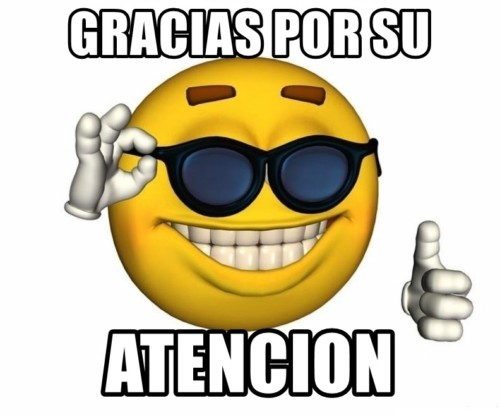 GRACIAS POR SU
ATENCION